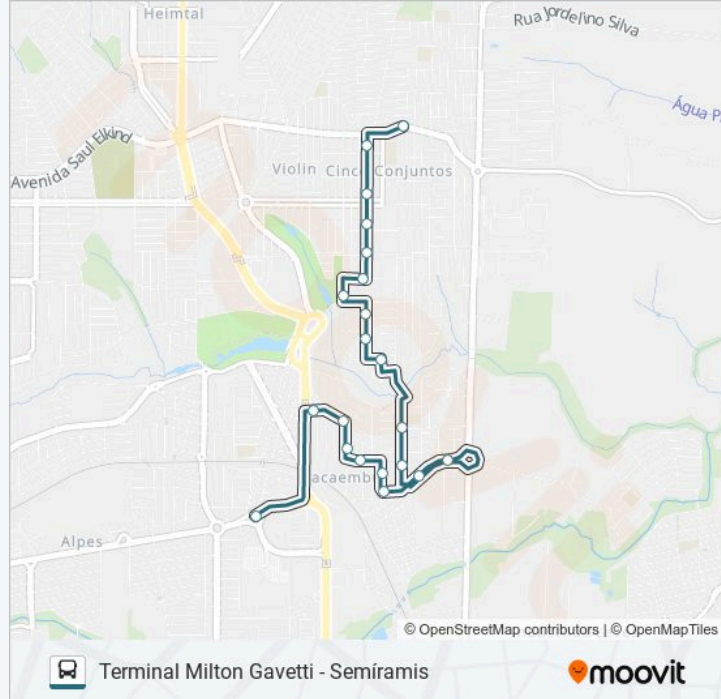 Heimtal
Rua Jordelino Silva
Água P
Avenida Saul Elkind
Violin
Cinco Conjuntos
acaemb
Alpes
© OpenStreetMap contributors | © OpenMapTiles
Terminal Milton Gavetti - Semíramis
moovit